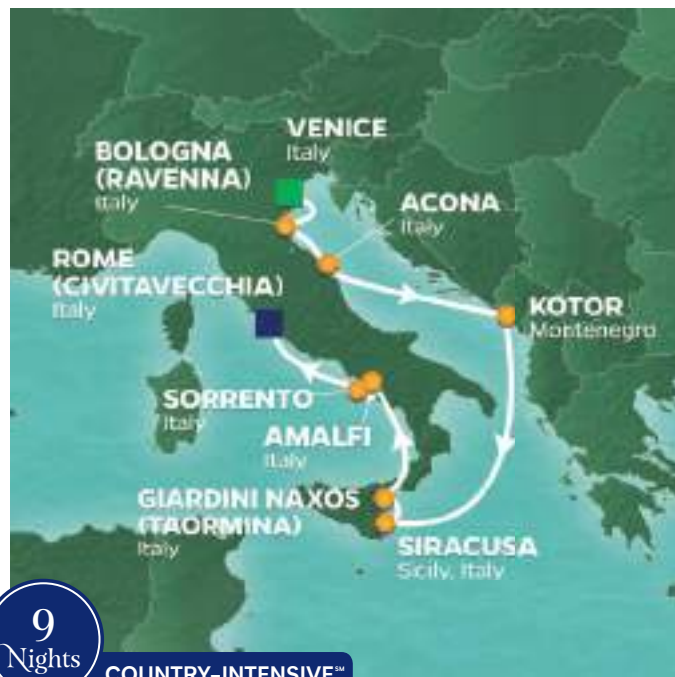 VENICE
Italy
BOLOGNA
(RAVENNA)
Italy
ACONA
Italy
ROME
(CIVITAVECCHIA)
Italy
KOTOR
Montenegro
SORRENTO
Italy
AMALFI
Italy
GIARDINI NAXOS
(TAORMINA)
Italy
SIRACUSA
Sicily, Italy
9
Nights
COUNTRY-INTENSIVE℠